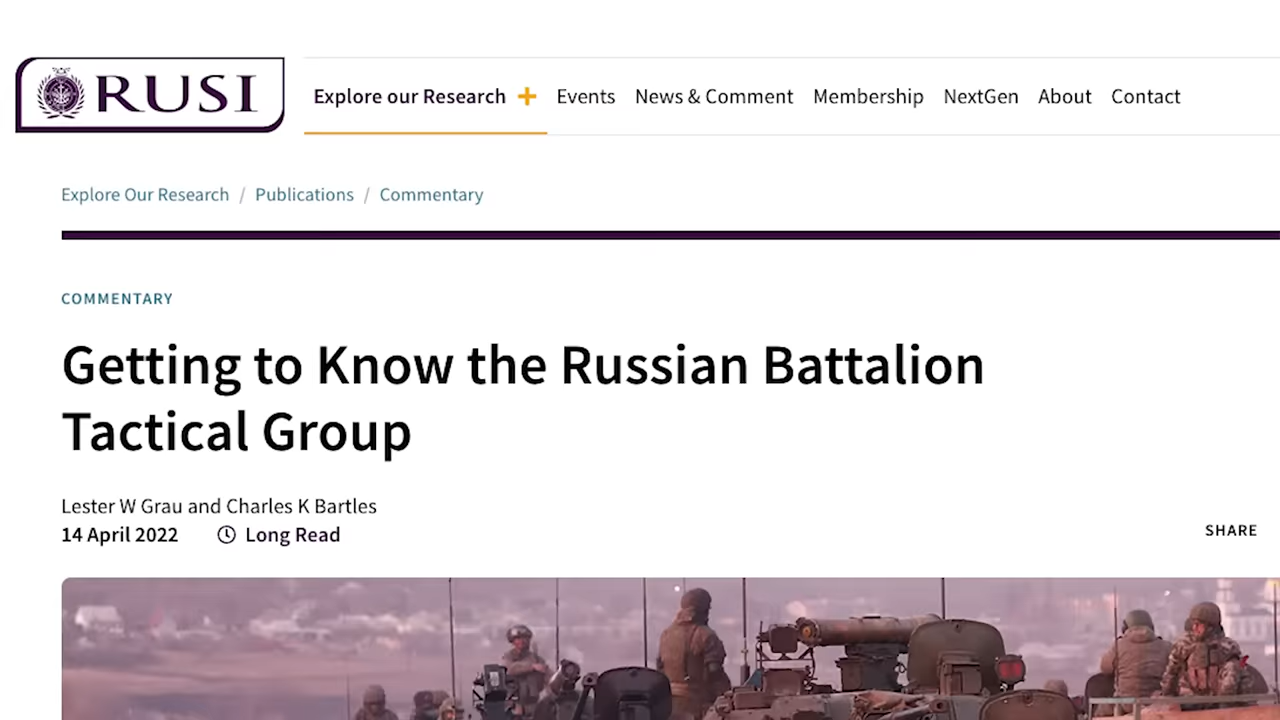 RUSI
Explore our Research + Events News & Comment Membership NextGen About Contact
Explore Our Research / Publications / Commentary
COMMENTARY
Getting to Know the Russian Battalion
Tactical Group
Lester W Grau and Charles K Bartles
14 April 2022 Long Read
SHARE